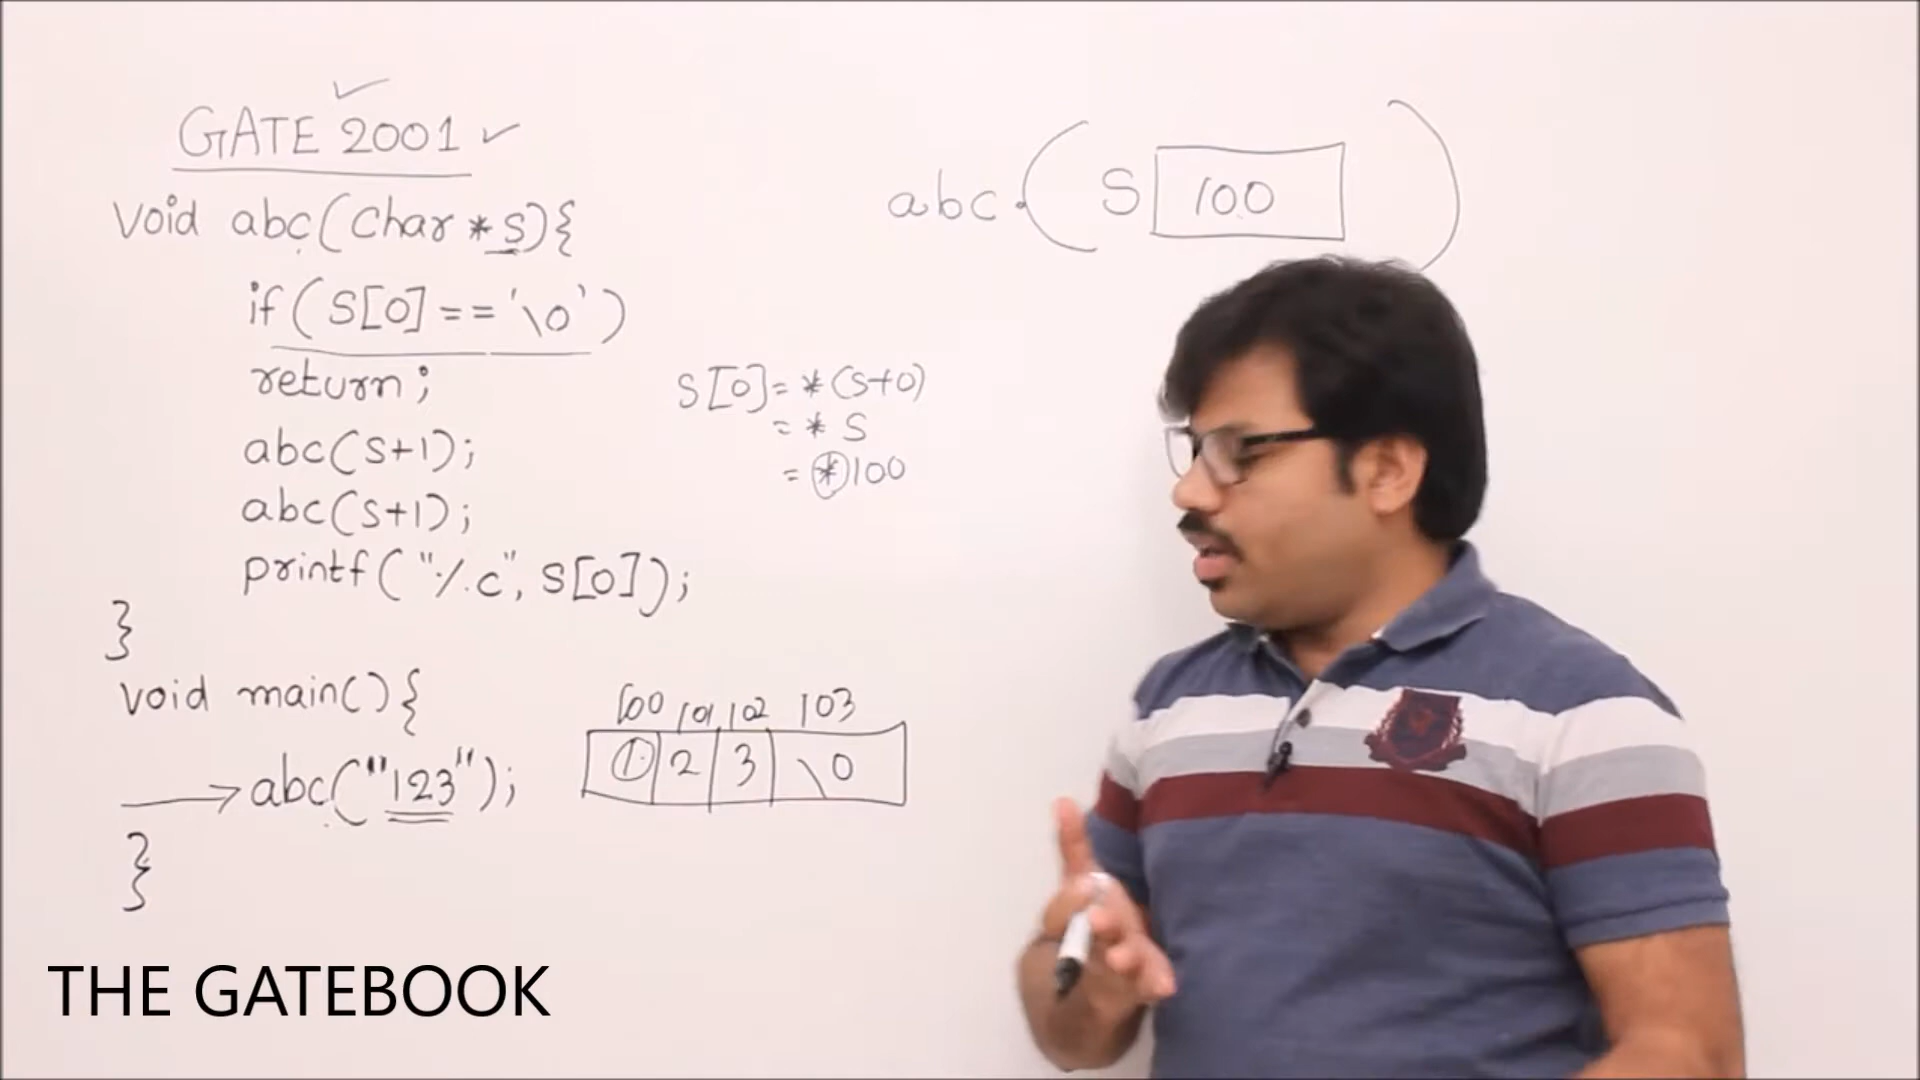 GATE 2001
void abc(char *s){
if(s[0]=='\0')
return;
abc(s+1);
abc(s+1);
printf("%c", s[0]);
}
void main(){
abc("123");
}
S[0]= *(s+0)
= * S
= *100
100 101 102 103
1 2 3 \0
abc(S 100)
THE GATEBOOK